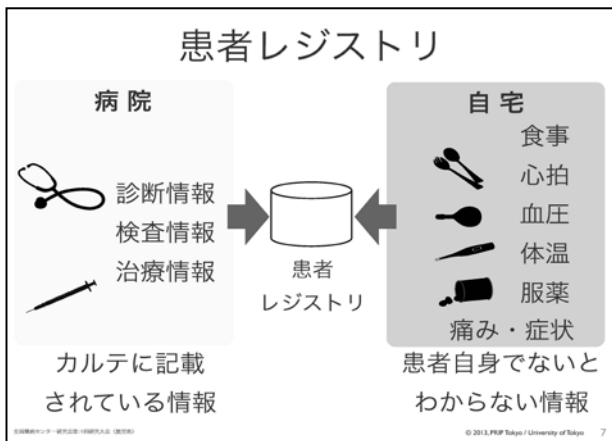 患者レジストリ
病院
診断情報
検査情報
治療情報
カルテに記載
されている情報
患者
レジストリ
自宅
食事
心拍
血圧
体温
服薬
痛み・症状
患者自身でないと
わからない情報
© 2013, PRJP Tokyo / University of Tokyo 7